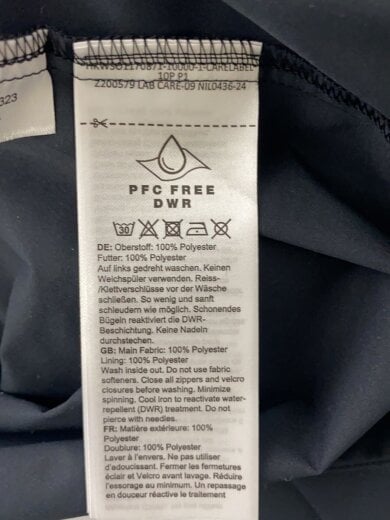 HKWSO1170871-10000-1-CARELABEL
10P P1
Z200579 LAB CARE-09 NIL0436-24
323
PFC FREE
DWR
30
DE: Oberstoff: 100% Polyester
Futter: 100% Polyester
Auf links gedreht waschen. Keinen
Weichspüler verwenden. Reiss-
/Klettverschlüsse vor der Wäsche
schließen. So wenig und sanft
schleudern wie möglich. Schonendes
Bügeln reaktiviert die DWR-
Beschichtung. Keine Nadeln
durchstechen.
GB: Main Fabric: 100% Polyester
Lining: 100% Polyester
Wash inside out. Do not use fabric
softeners. Close all zippers and velcro
closures before washing. Minimize
spinning. Cool Iron to reactivate water-
repellent (DWR) treatment. Do not
pierce with needles.
FR: Matière extérieure: 100%
Polyester
Doublure: 100% Polyester
Laver à l'envers. Ne pas utiliser
d'adoucissant. Fermer les fermetures
éclair et Velcro avant lavage. Réduire
l'essorage au minimum. Un repassage
en douceur réactive le traitement